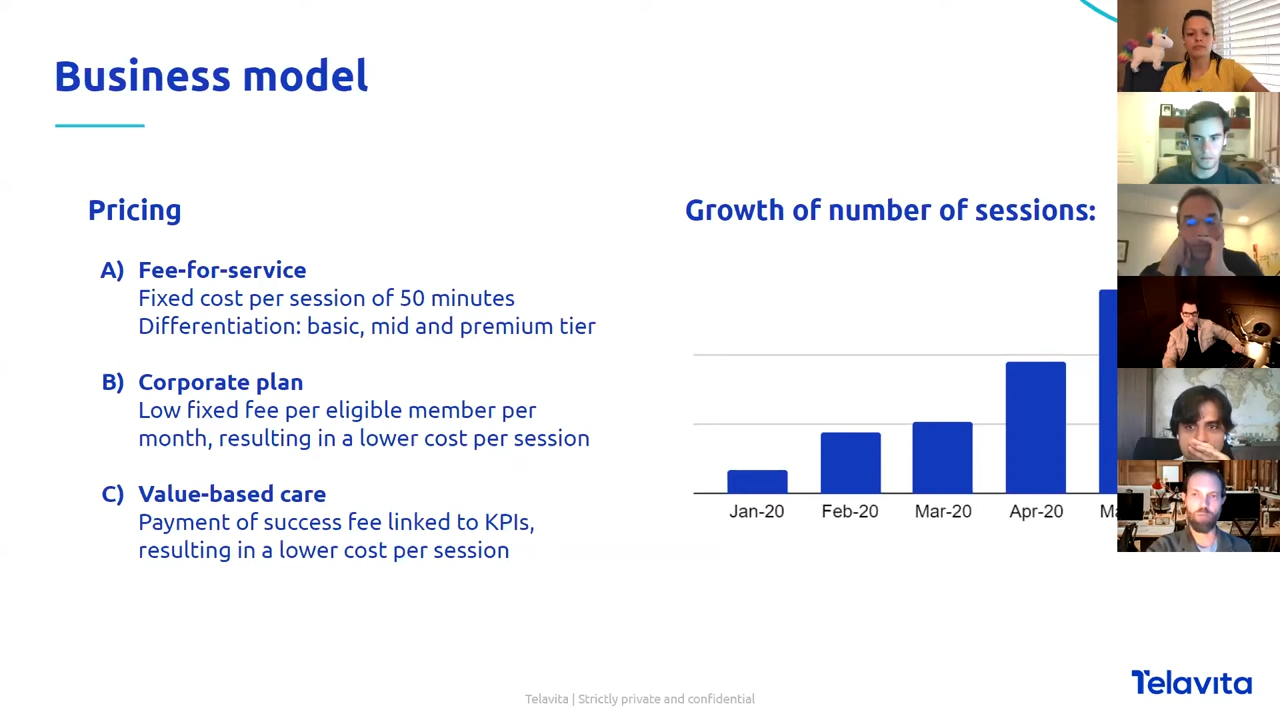 Business model
Pricing
A) Fee-for-service
Fixed cost per session of 50 minutes
Differentiation: basic, mid and premium tier
B) Corporate plan
Low fixed fee per eligible member per
month, resulting in a lower cost per session
C) Value-based care
Payment of success fee linked to KPIs,
resulting in a lower cost per session
Growth of number of sessions:
Jan-20 Feb-20 Mar-20 Apr-20
Telavita | Strictly private and confidential
Telavita